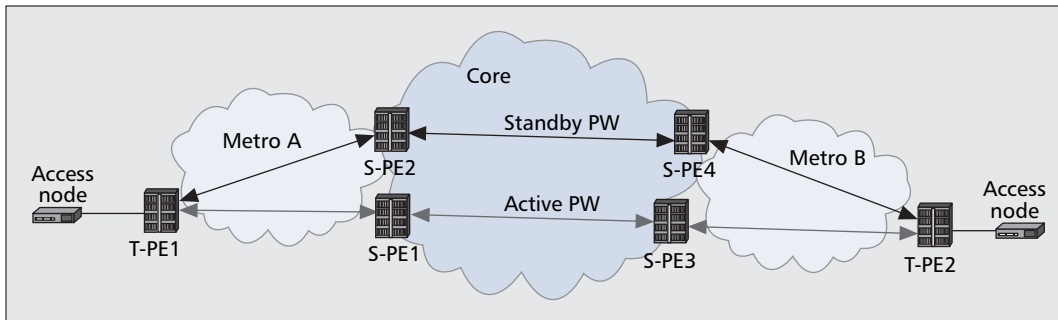 Core
Metro A
Standby PW
Metro B
S-PE2
S-PE4
Access
node
Active PW
Access
node
T-PE1
S-PE1
S-PE3
T-PE2